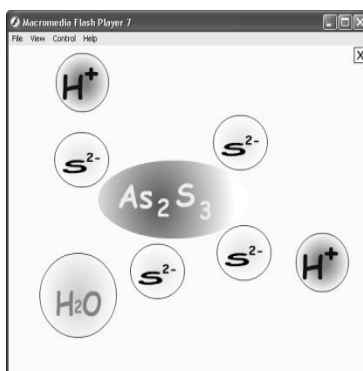 Macromedia Flash Player 7
File View Control Help
X
H+
S2-
S2-
As2S3
S2-
S2-
H+
H2O